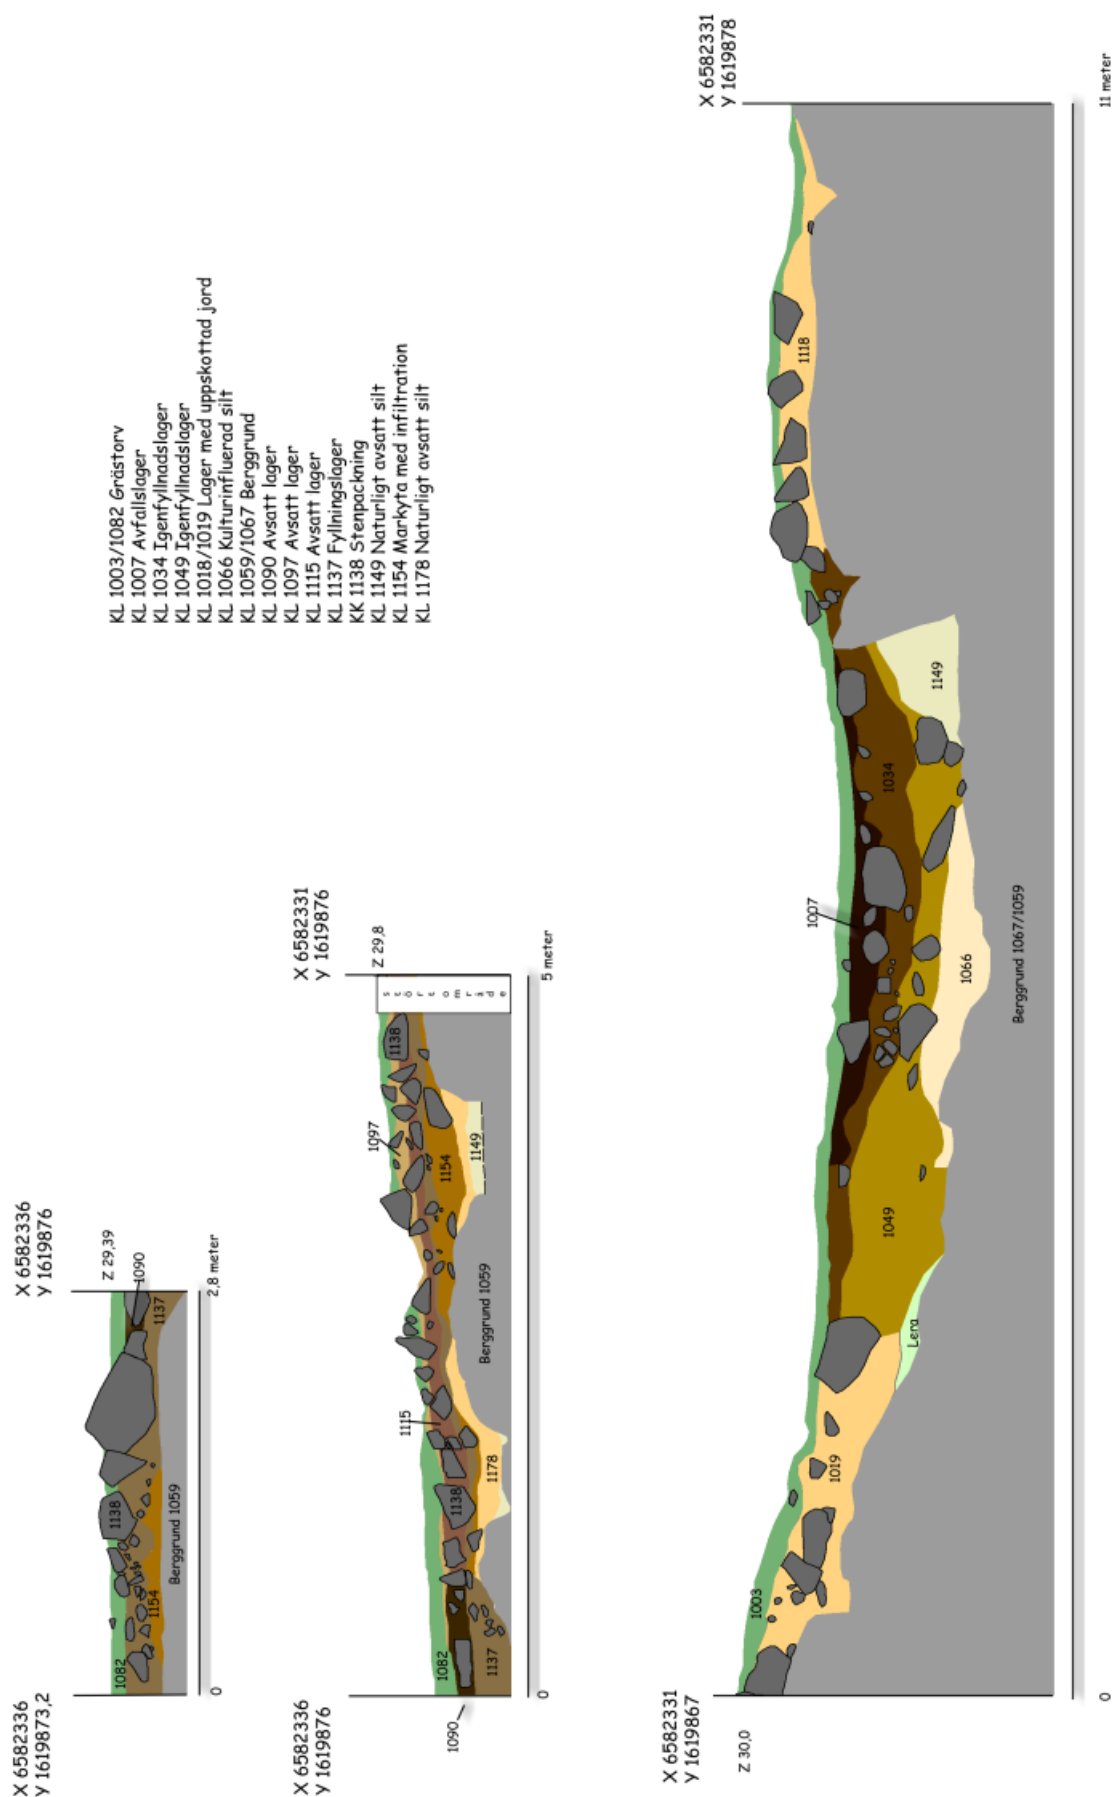 X 6582336
y 1619873,2
X 6582336
y 1619876
Z 29,39
1090
1082
1138
1154
1137
Berggrund 1059
0
2,8 meter
KL 1003/1082 Grästorv
KL 1007 Avfallslager
KL 1034 Igenfyllnadslager
KL 1049 Igenfyllnadslager
KL 1018/1019 Lager med uppskottad jord
KL 1066 Kulturinfluerad silt
KL 1059/1067 Berggrund
KL 1090 Avsatt lager
KL 1097 Avsatt lager
KL 1115 Avsatt lager
KL 1137 Fyllningslager
KK 1138 Stenpackning
KL 1149 Naturligt avsatt silt
KL 1154 Markyta med infiltration
KL 1178 Naturligt avsatt silt
X 6582336
y 1619876
X 6582331
y 1619876
Z 29,8
1097
1138
störtområde
1115
1082
1138
1154
1149
1178
1137
1090
Berggrund 1059
0
5 meter
X 6582331
y 1619867
X 6582331
y 1619878
Z 30,0
1003
1019
1007
1118
1034
1049
1149
Lera
1066
Berggrund 1067/1059
0
11 meter